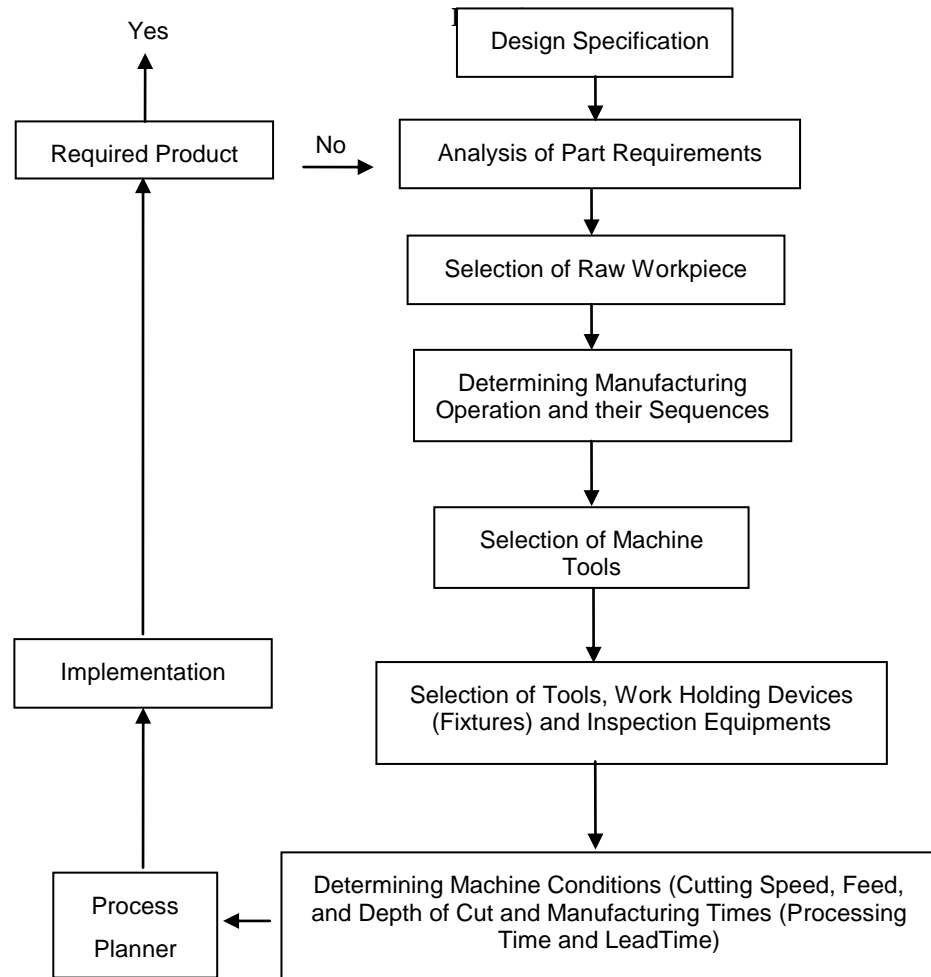 Yes
Design Specification
Required Product
No
Analysis of Part Requirements
Selection of Raw Workpiece
Determining Manufacturing
Operation and their Sequences
Selection of Machine
Tools
Implementation
Selection of Tools, Work Holding Devices
(Fixtures) and Inspection Equipments
Process
Planner
Determining Machine Conditions (Cutting Speed, Feed,
and Depth of Cut and Manufacturing Times (Processing
Time and LeadTime)